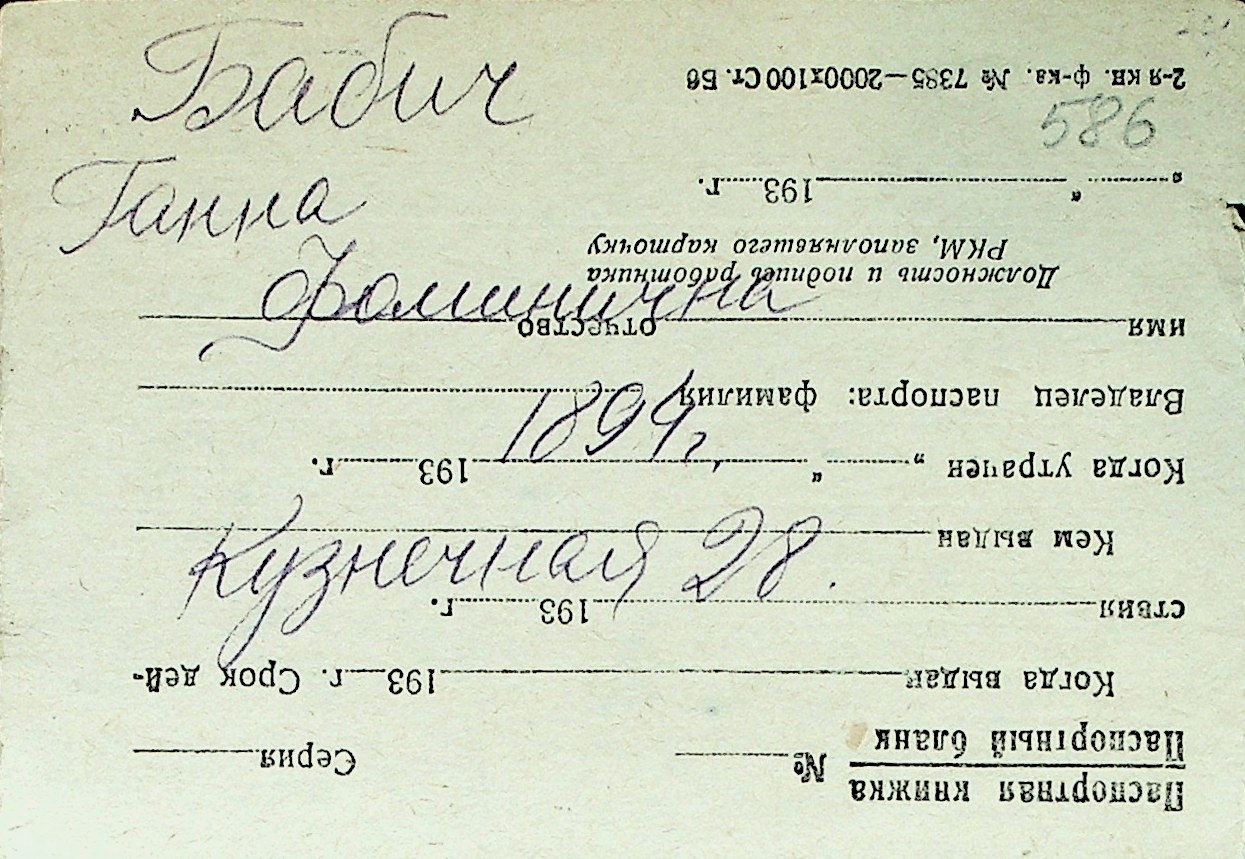 Бабич
Ганна
Фоминична
1894 г.
Кузнечная 28.
586
Паспортная книжка
Паспортный бланк
№ Серия
Когда выдан 193 г. Срок дей-
ствия 193 г.
Кем выдан
Когда утрачен „ “ 193 г.
Владелец паспорта: фамилия
имя отчество
Должность и подпись работника
РКМ, заполнявшего карточку
„ “ 193 г.
2-я кн. ф-ка. № 7385—2000х100 Ст. Б6